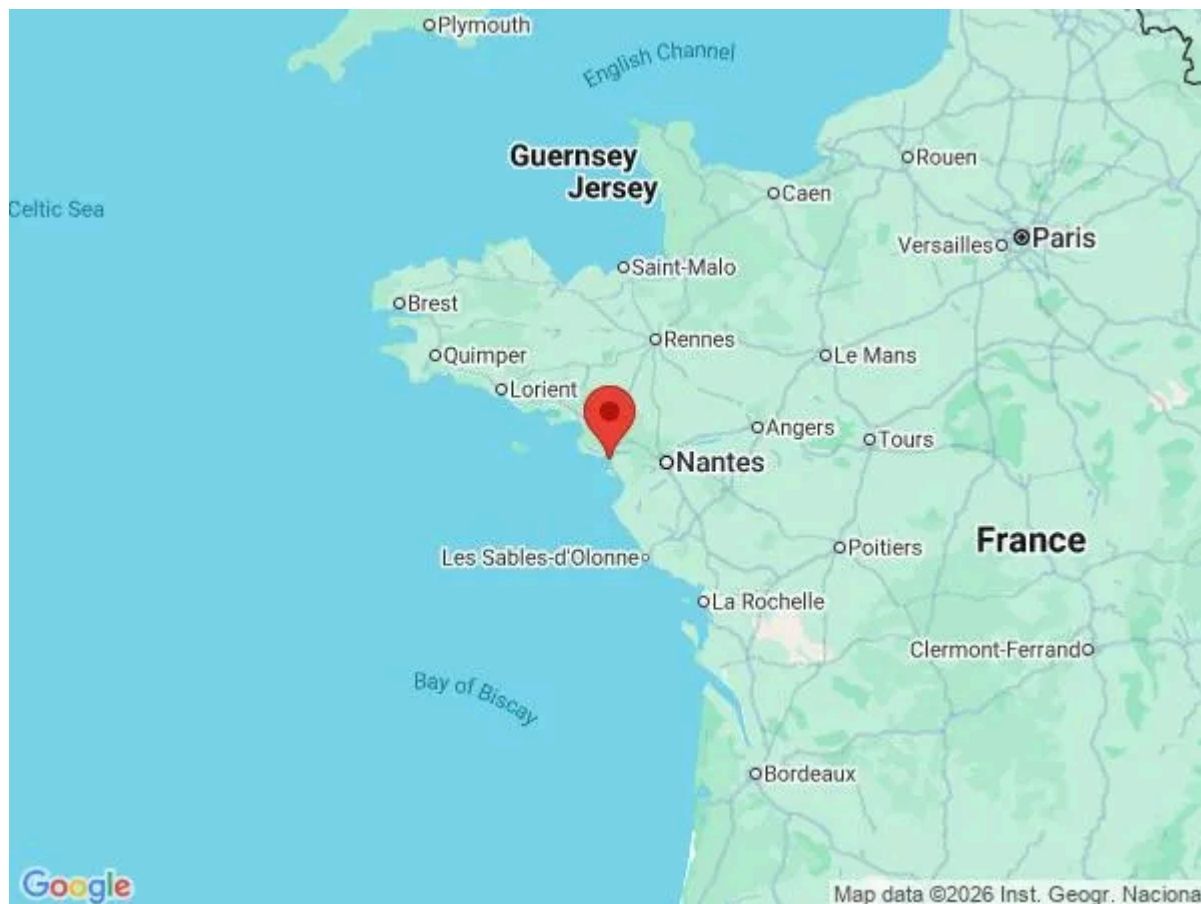 Plymouth
English Channel
Guernsey
Jersey
Rouen
Caen
Celtic Sea
Versailles
Paris
Saint-Malo
Brest
Rennes
Quimper
Le Mans
Lorient
Angers
Tours
Nantes
France
Poitiers
Les Sables-d'Olonne
La Rochelle
Clermont-Ferrand
Bay of Biscay
Bordeaux
Google
Map data ©2026 Inst. Geogr. Naciona